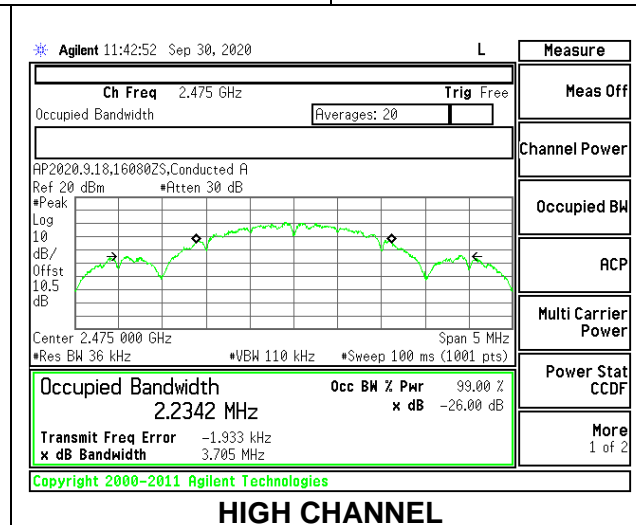 Agilent 11:42:52 Sep 30, 2020 L Measure
Ch Freq 2.475 GHz Trig Free
Meas Off
Occupied Bandwidth Averages: 20
Channel Power
AP2020.9.18,16080ZS,Conducted A
Ref 20 dBm #Atten 30 dB
#Peak
Log
10
dB/
Offst
10.5
dB
Occupied BW
ACP
Center 2.475 000 GHz Span 5 MHz
#Res BW 36 kHz #VBW 110 kHz #Sweep 100 ms (1001 pts)
Multi Carrier
Power
Occupied Bandwidth Occ BW % Pwr 99.00 %
2.2342 MHz x dB -26.00 dB
Power Stat
CCDF
Transmit Freq Error -1.933 kHz
x dB Bandwidth 3.705 MHz
More
1 of 2
Copyright 2000-2011 Agilent Technologies
HIGH CHANNEL